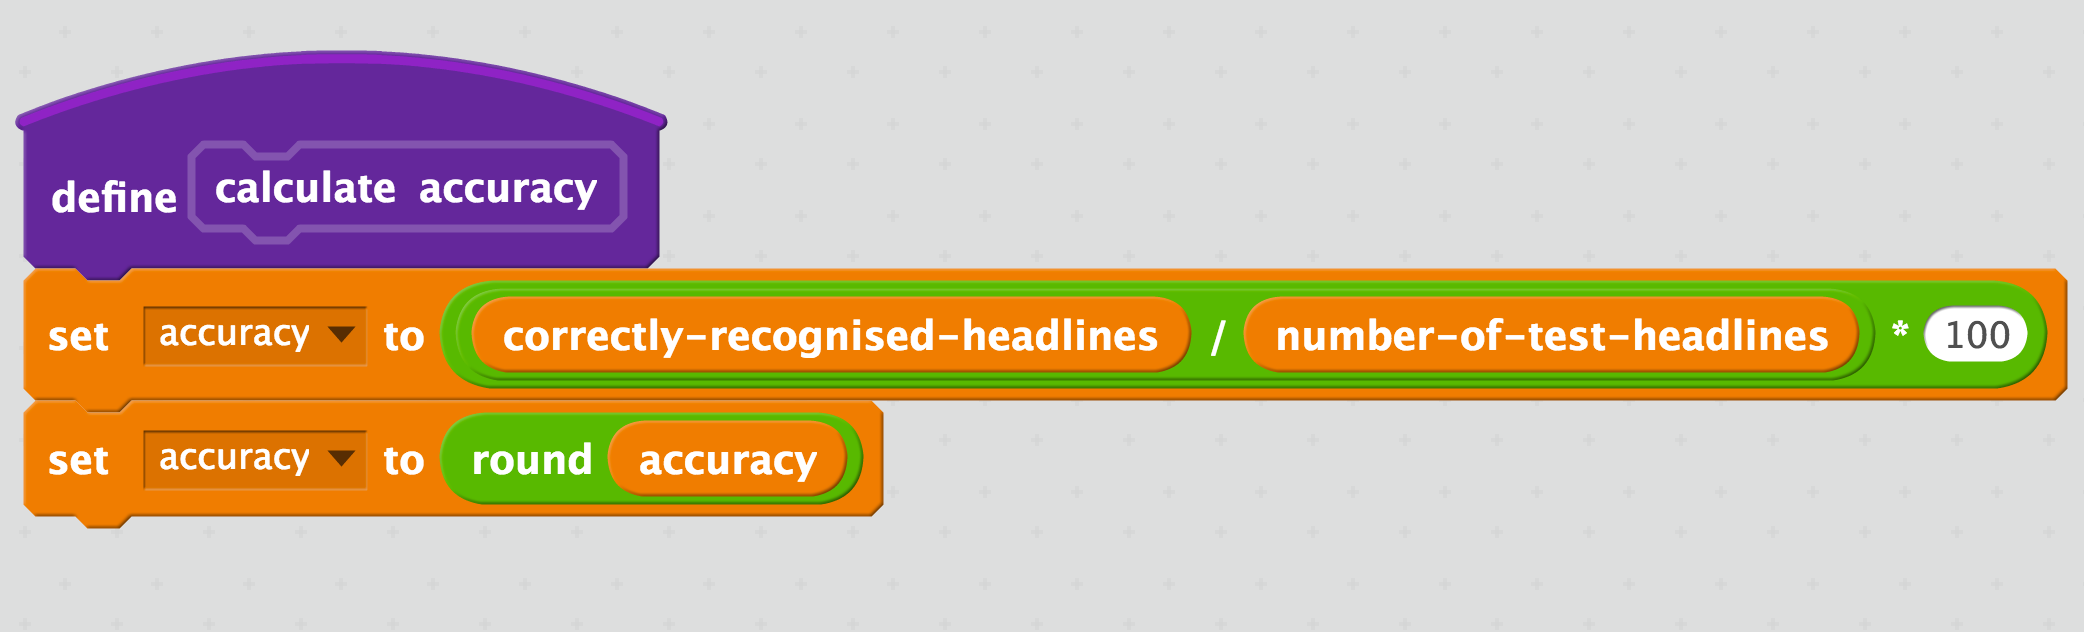 define calculate accuracy
set accuracy to correctly-recognised-headlines / number-of-test-headlines * 100
set accuracy to round accuracy